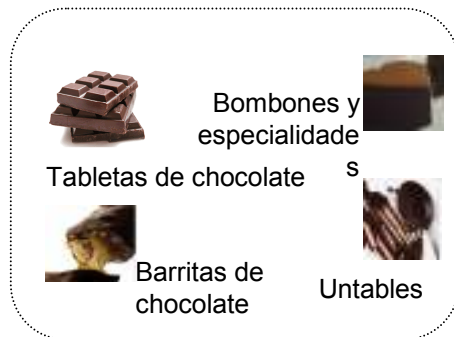 Bombones y
especialidade
s
Tabletas de chocolate
Barritas de
chocolate
Untables